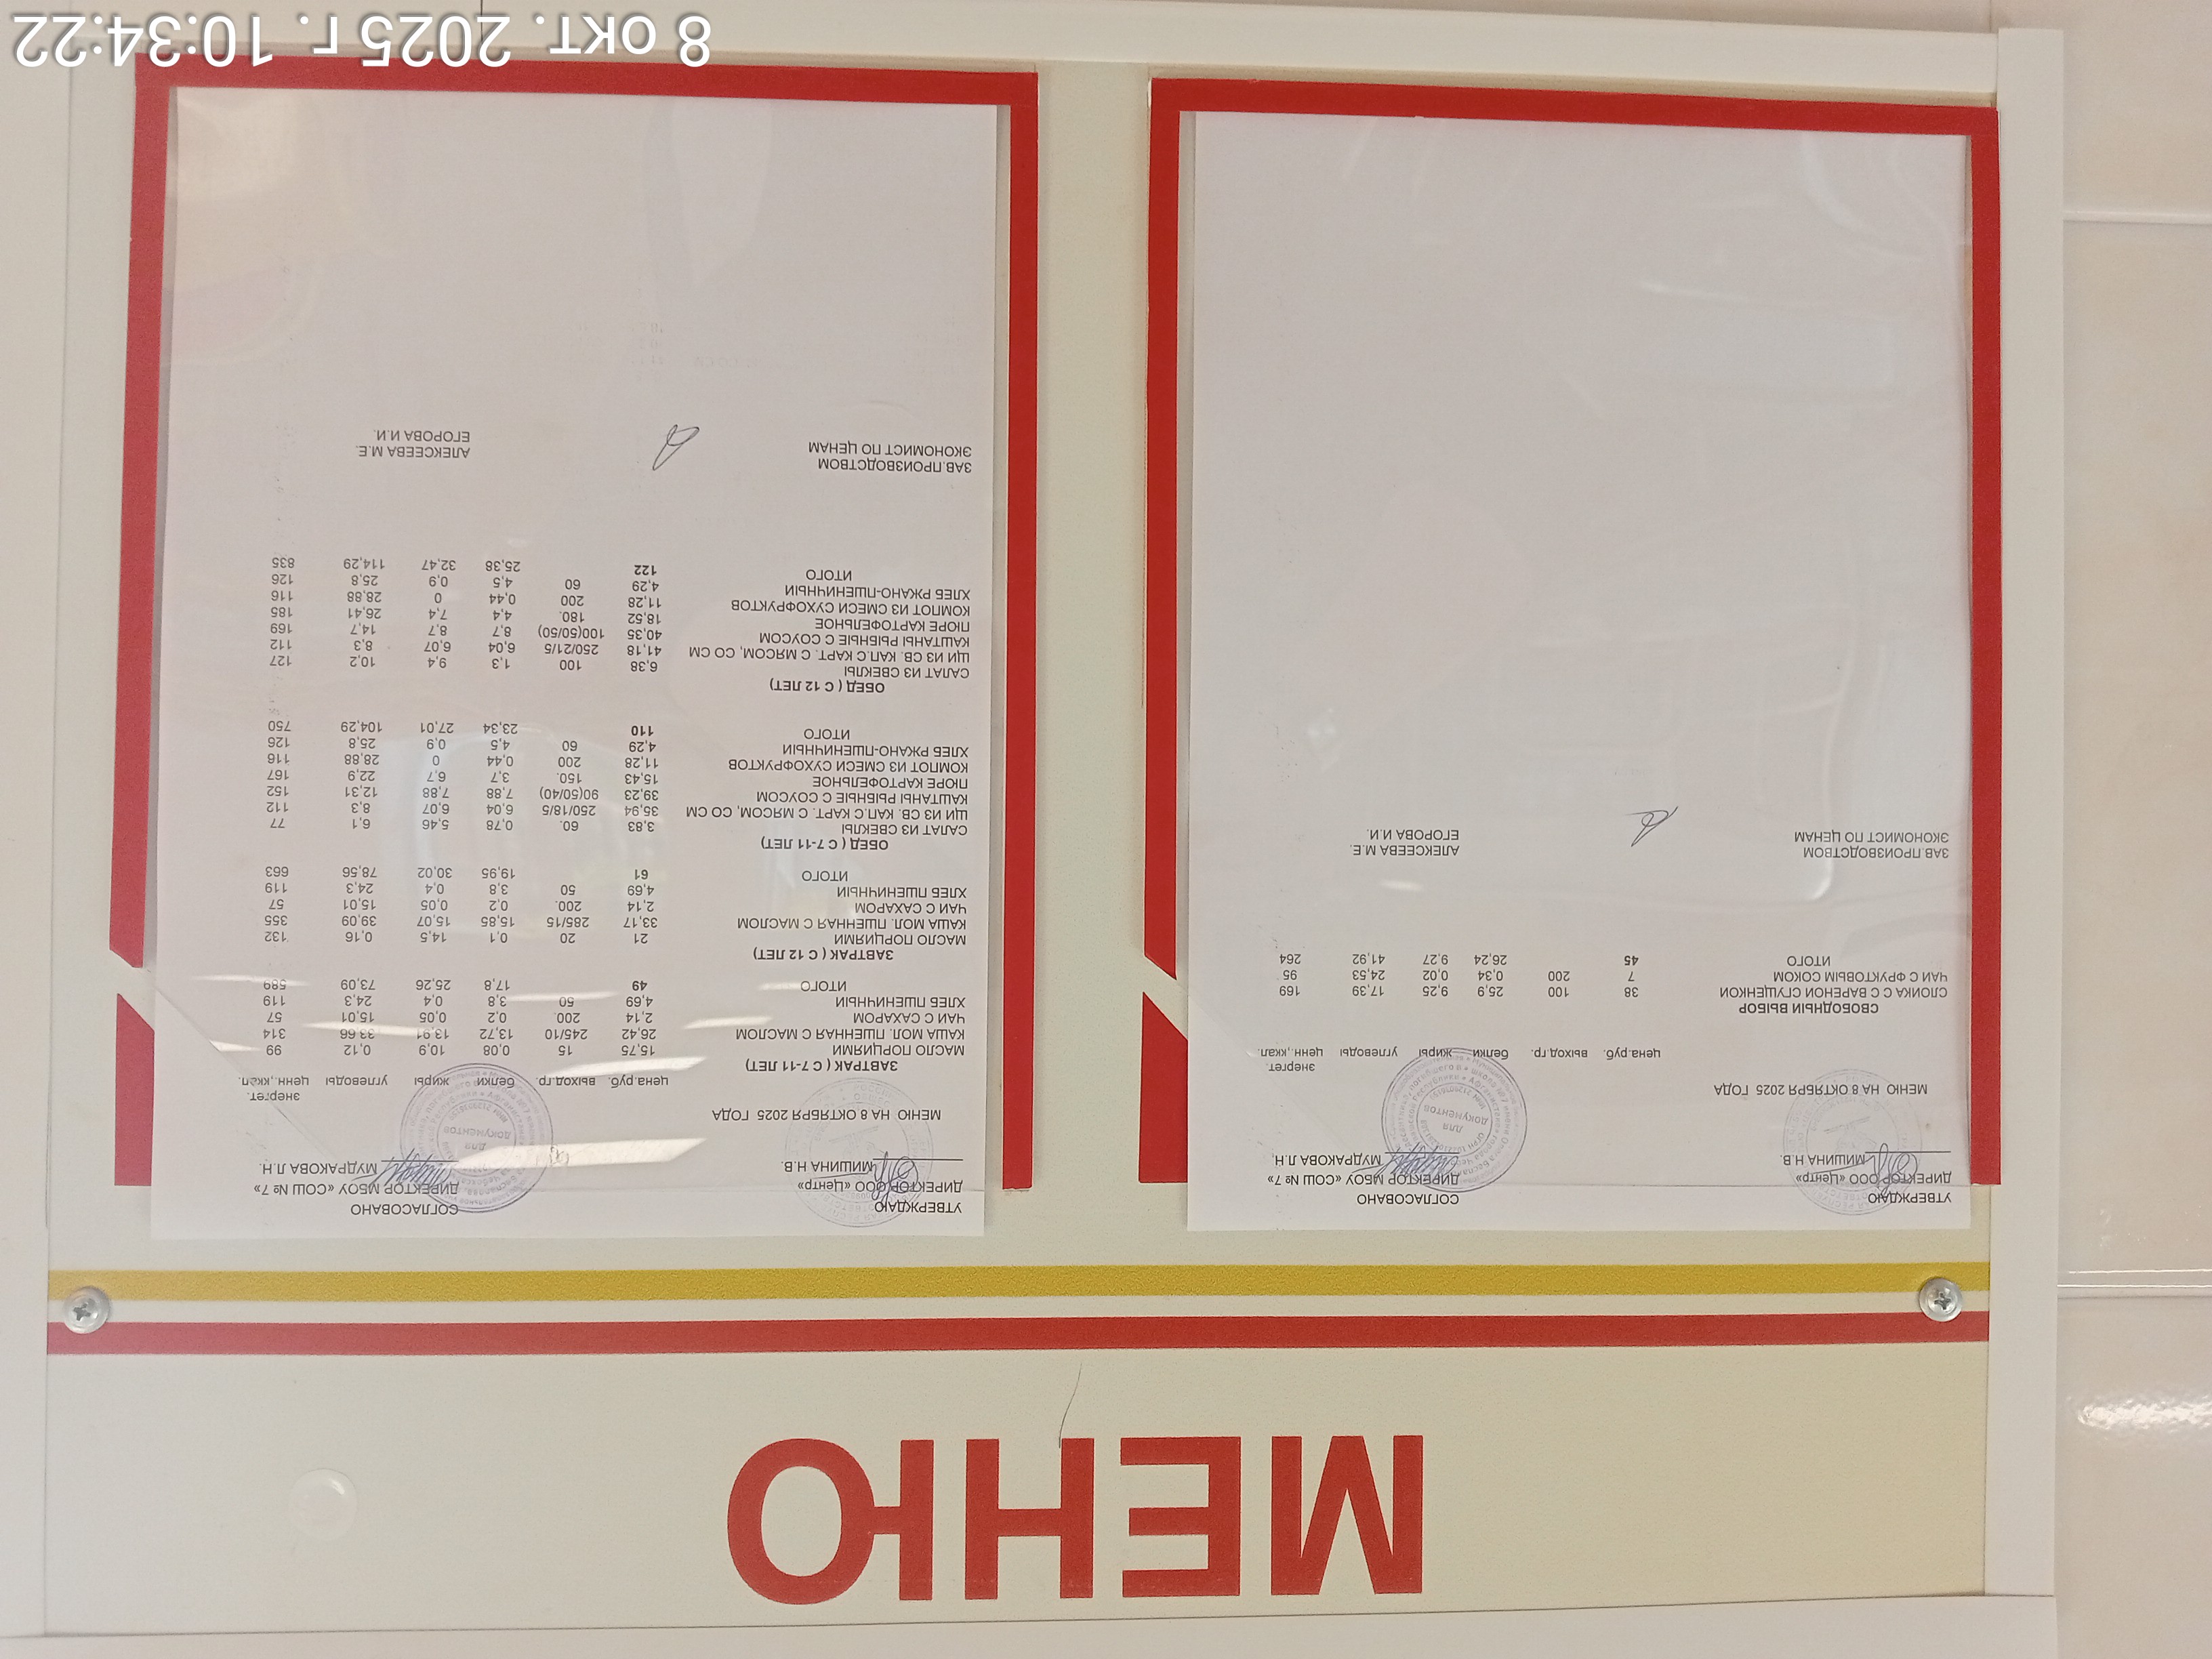 МЕНЮ
УТВЕРЖДАЮ СОГЛАСОВАНО
ДИРЕКТОР ООО «Центр» ДИРЕКТОР МБОУ «СОШ № 7»
МИШИНА Н.В. МУДРАКОВА Л.Н,
МЕНЮ НА 8 ОКТЯБРЯ 2025 ГОДА
цена.руб. выход.гр. белки жиры углеводы энергет. ценн.,ккал.
СВОБОДНЫЙ ВЫБОР
СЛОЙКА С ВАРЕНОЙ СГУЩЕНКОЙ 38 100 25,9 9,25 17,39 169
ЧАЙ С ФРУКТОВЫМ СОКОМ 7 200 0,34 0,02 24,53 95
ИТОГО 45 26,24 9,27 41,92 264
ЗАВ.ПРОИЗВОДСТВОМ АЛЕКСЕЕВА М.Е.
ЭКОНОМИСТ ПО ЦЕНАМ ЕГОРОВА И.И.
УТВЕРЖДАЮ СОГЛАСОВАНО
ДИРЕКТОР ООО «Центр» ДИРЕКТОР МБОУ «СОШ № 7»
МИШИНА Н.В. МУДРАКОВА Л.Н.
МЕНЮ НА 8 ОКТЯБРЯ 2025 ГОДА
цена.руб. выход.гр. белки жиры углеводы энергет. ценн.,ккал.
ЗАВТРАК ( С 7-11 ЛЕТ)
МАСЛО ПОРЦИЯМИ 15,75 15 0,08 10,9 0,12 99
КАША МОЛ. ПШЕННАЯ С МАСЛОМ 26,42 245/10 13,72 13,91 33,66 314
ЧАЙ С САХАРОМ 2,14 200. 0,2 0,05 15,01 57
ХЛЕБ ПШЕНИЧНЫЙ 4,69 50 3,8 0,4 24,3 119
ИТОГО 49 17,8 25,26 73,09 589
ЗАВТРАК ( С 12 ЛЕТ)
МАСЛО ПОРЦИЯМИ 21 20 0,1 14,5 0,16 132
КАША МОЛ. ПШЕННАЯ С МАСЛОМ 33,17 285/15 15,85 15,07 39,09 355
ЧАЙ С САХАРОМ 2,14 200. 0,2 0,05 15,01 57
ХЛЕБ ПШЕНИЧНЫЙ 4,69 50 3,8 0,4 24,3 119
ИТОГО 61 19,95 30,02 78,56 663
ОБЕД ( С 7-11 ЛЕТ)
САЛАТ ИЗ СВЕКЛЫ 3,83 60. 0,78 5,46 6,1 77
ЩИ ИЗ СВ. КАП.С КАРТ. С МЯСОМ, СО СМ 35,94 250/18/5 6,04 6,07 8,3 112
КАШТАНЫ РЫБНЫЕ С СОУСОМ 39,23 90(50/40) 7,88 7,88 12,31 152
ПЮРЕ КАРТОФЕЛЬНОЕ 15,43 150. 3,7 6,7 22,9 167
КОМПОТ ИЗ СМЕСИ СУХОФРУКТОВ 11,28 200 0,44 0 28,88 116
ХЛЕБ РЖАНО-ПШЕНИЧНЫЙ 4,29 60 4,5 0,9 25,8 126
ИТОГО 110 23,34 27,01 104,29 750
ОБЕД ( С 12 ЛЕТ)
САЛАТ ИЗ СВЕКЛЫ 6,38 100 1,3 9,4 10,2 127
ЩИ ИЗ СВ. КАП.С КАРТ. С МЯСОМ, СО СМ 41,18 250/21/5 6,04 6,07 8,3 112
КАШТАНЫ РЫБНЫЕ С СОУСОМ 40,35 100(50/50) 8,7 8,7 14,7 169
ПЮРЕ КАРТОФЕЛЬНОЕ 18,52 180. 4,4 7,4 26,41 185
КОМПОТ ИЗ СМЕСИ СУХОФРУКТОВ 11,28 200 0,44 0 28,88 116
ХЛЕБ РЖАНО-ПШЕНИЧНЫЙ 4,29 60 4,5 0,9 25,8 126
ИТОГО 122 25,38 32,47 114,29 835
ЗАВ.ПРОИЗВОДСТВОМ АЛЕКСЕЕВА М.Е.
ЭКОНОМИСТ ПО ЦЕНАМ ЕГОРОВА И.И.
8 окт. 2025 г. 10:34:22